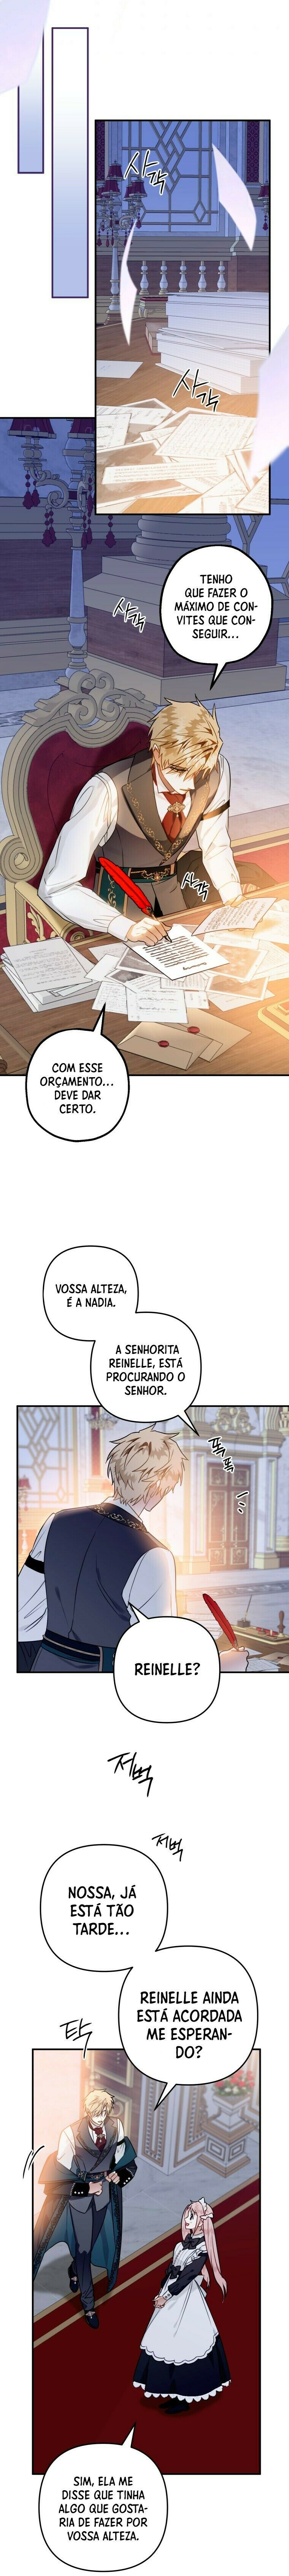 사
각
사
각
TENHO
QUE FAZER O
MÁXIMO DE CON-
VITES QUE CON-
SEGUIR...
사각
사각
COM ESSE
ORÇAMENTO...
DEVE DAR
CERTO.
VOSSA ALTEZA,
É A NADIA.
A SENHORITA
REINELLE, ESTÁ
PROCURANDO O
SENHOR.
똑
똑
REINELLE?
저벅
저벅
NOSSA, JÁ
ESTÁ TÃO
TARDE...
REINELLE AINDA
ESTÁ ACORDADA
ME ESPERAN-
DO?
탁
SIM, ELA ME
DISSE QUE TINHA
ALGO QUE GOSTA-
RIA DE FAZER POR
VOSSA ALTEZA.